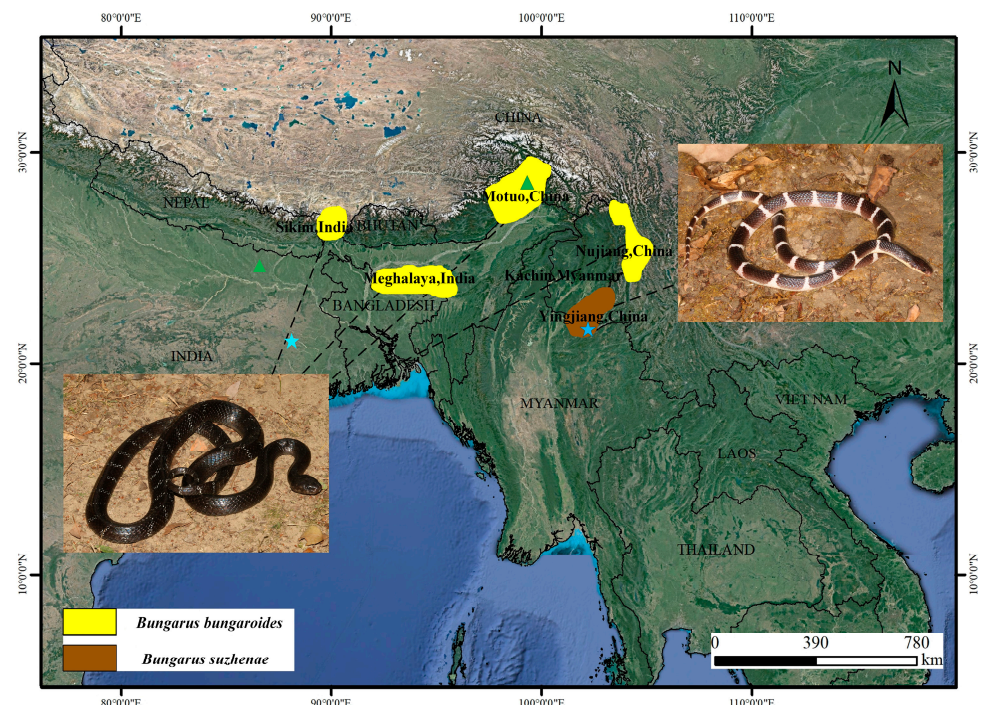 80°0'0"E 90°0'0"E 100°0'0"E 110°0'0"E
N
CHINA
30°0'0"N 30°0'0"N
Motuo,China
NEPAL
Sikim,India BHUTAN
Nujiang,China
Meghalaya,India Kachin,Myanmar
BANGLADESH
Yingjiang,China
INDIA
20°0'0"N 20°0'0"N
MYANMAR VIET NAM
LAOS
THAILAND
10°0'0"N 10°0'0"N
Bungarus bungaroides
Bungarus suzhenae
0 390 780
km
80°0'0"E 90°0'0"E 100°0'0"E 110°0'0"E